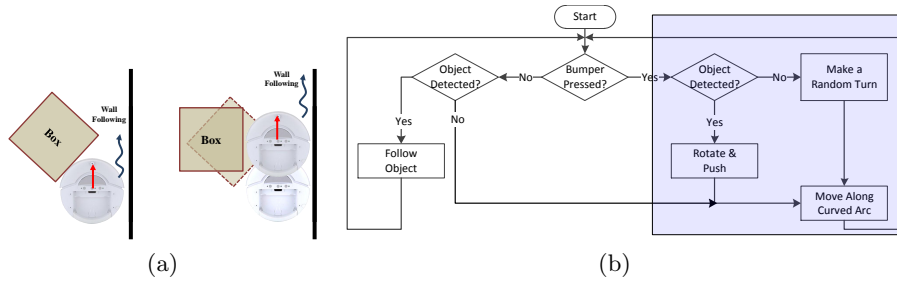 Wall
Following
Box
Wall
Following
Box
(a)
Start
Bumper
Pressed?
No
Yes
Object
Detected?
No
Yes
Follow
Object
Object
Detected?
No
Yes
Make a
Random Turn
Rotate &
Push
Move Along
Curved Arc
(b)